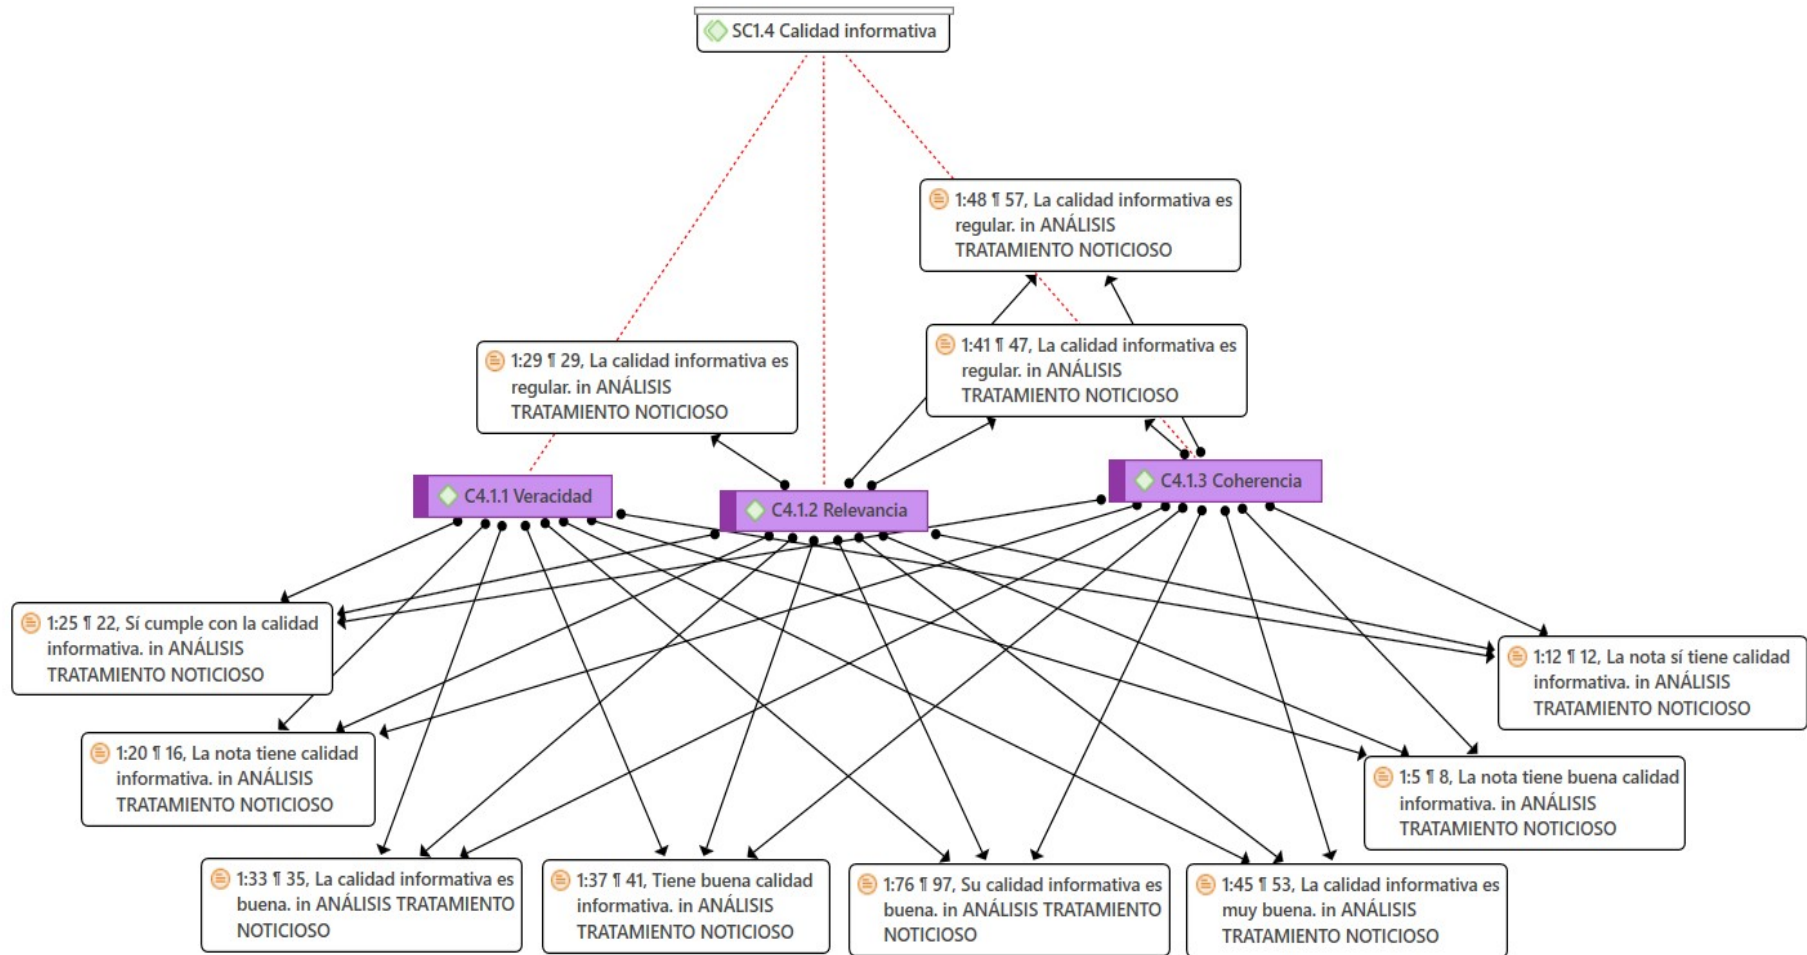 SC1.4 Calidad informativa
1:48 ¶ 57, La calidad informativa es
regular. in ANÁLISIS
TRATAMIENTO NOTICIOSO
1:29 ¶ 29, La calidad informativa es
regular. in ANÁLISIS
TRATAMIENTO NOTICIOSO
1:41 ¶ 47, La calidad informativa es
regular. in ANÁLISIS
TRATAMIENTO NOTICIOSO
C4.1.1 Veracidad
C4.1.2 Relevancia
C4.1.3 Coherencia
1:25 ¶ 22, Sí cumple con la calidad
informativa. in ANÁLISIS
TRATAMIENTO NOTICIOSO
1:12 ¶ 12, La nota sí tiene calidad
informativa. in ANÁLISIS
TRATAMIENTO NOTICIOSO
1:20 ¶ 16, La nota tiene calidad
informativa. in ANÁLISIS
TRATAMIENTO NOTICIOSO
1:5 ¶ 8, La nota tiene buena calidad
informativa. in ANÁLISIS
TRATAMIENTO NOTICIOSO
1:33 ¶ 35, La calidad informativa es
buena. in ANÁLISIS TRATAMIENTO
NOTICIOSO
1:37 ¶ 41, Tiene buena calidad
informativa. in ANÁLISIS
TRATAMIENTO NOTICIOSO
1:76 ¶ 97, Su calidad informativa es
buena. in ANÁLISIS TRATAMIENTO
NOTICIOSO
1:45 ¶ 53, La calidad informativa es
muy buena. in ANÁLISIS
TRATAMIENTO NOTICIOSO